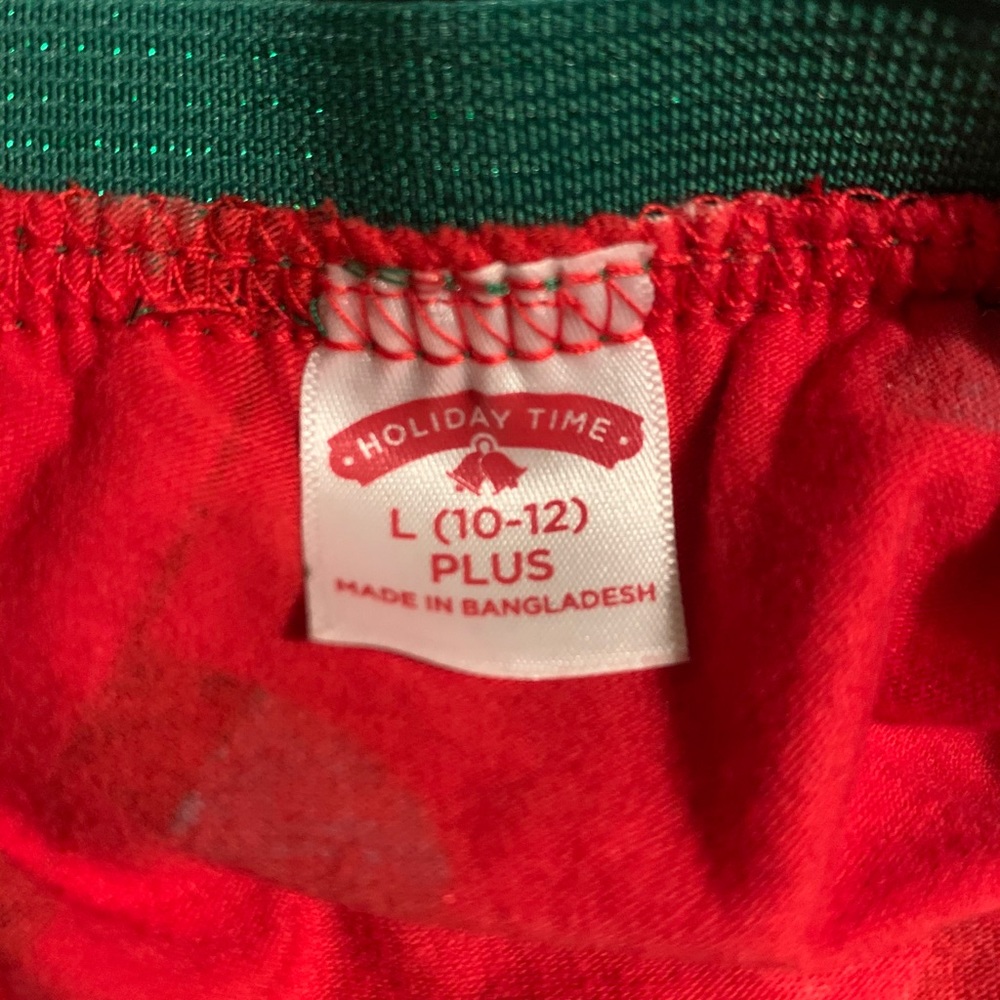 HOLIDAY TIME
L (10-12)
PLUS
MADE IN BANGLADESH